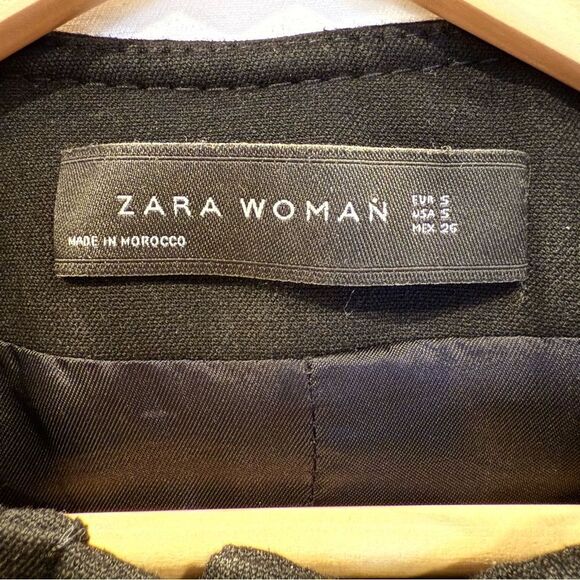 ZARA WOMAN
EUR S
USA S
MEX 26
MADE IN MOROCCO